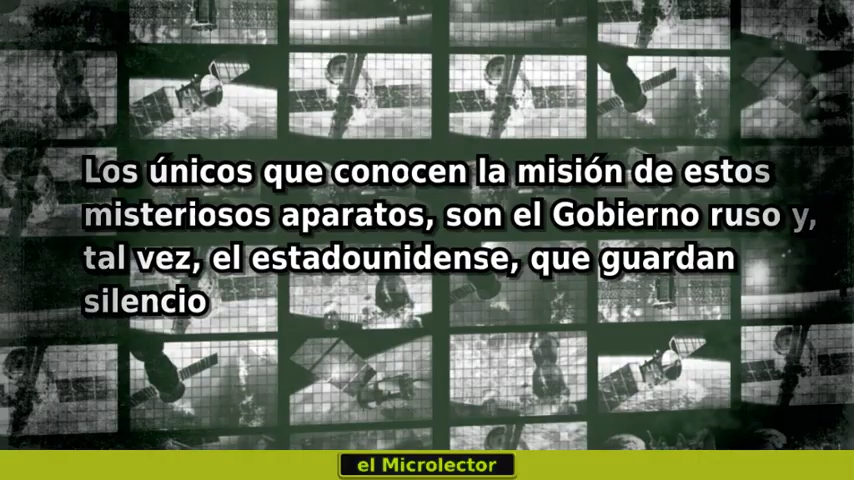 Los únicos que conocen la misión de estos
misteriosos aparatos, son el Gobierno ruso y,
tal vez, el estadounidense, que guardan
silencio
el Microlector